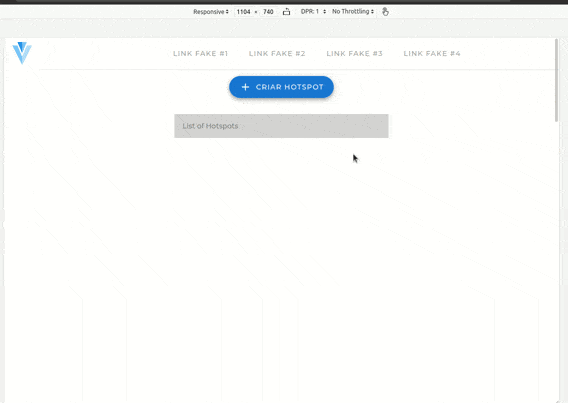 Responsive 1104 × 740 DPR: 1 No Throttling
LINK FAKE #1 LINK FAKE #2 LINK FAKE #3 LINK FAKE #4
+ CRIAR HOTSPOT
List of Hotspots